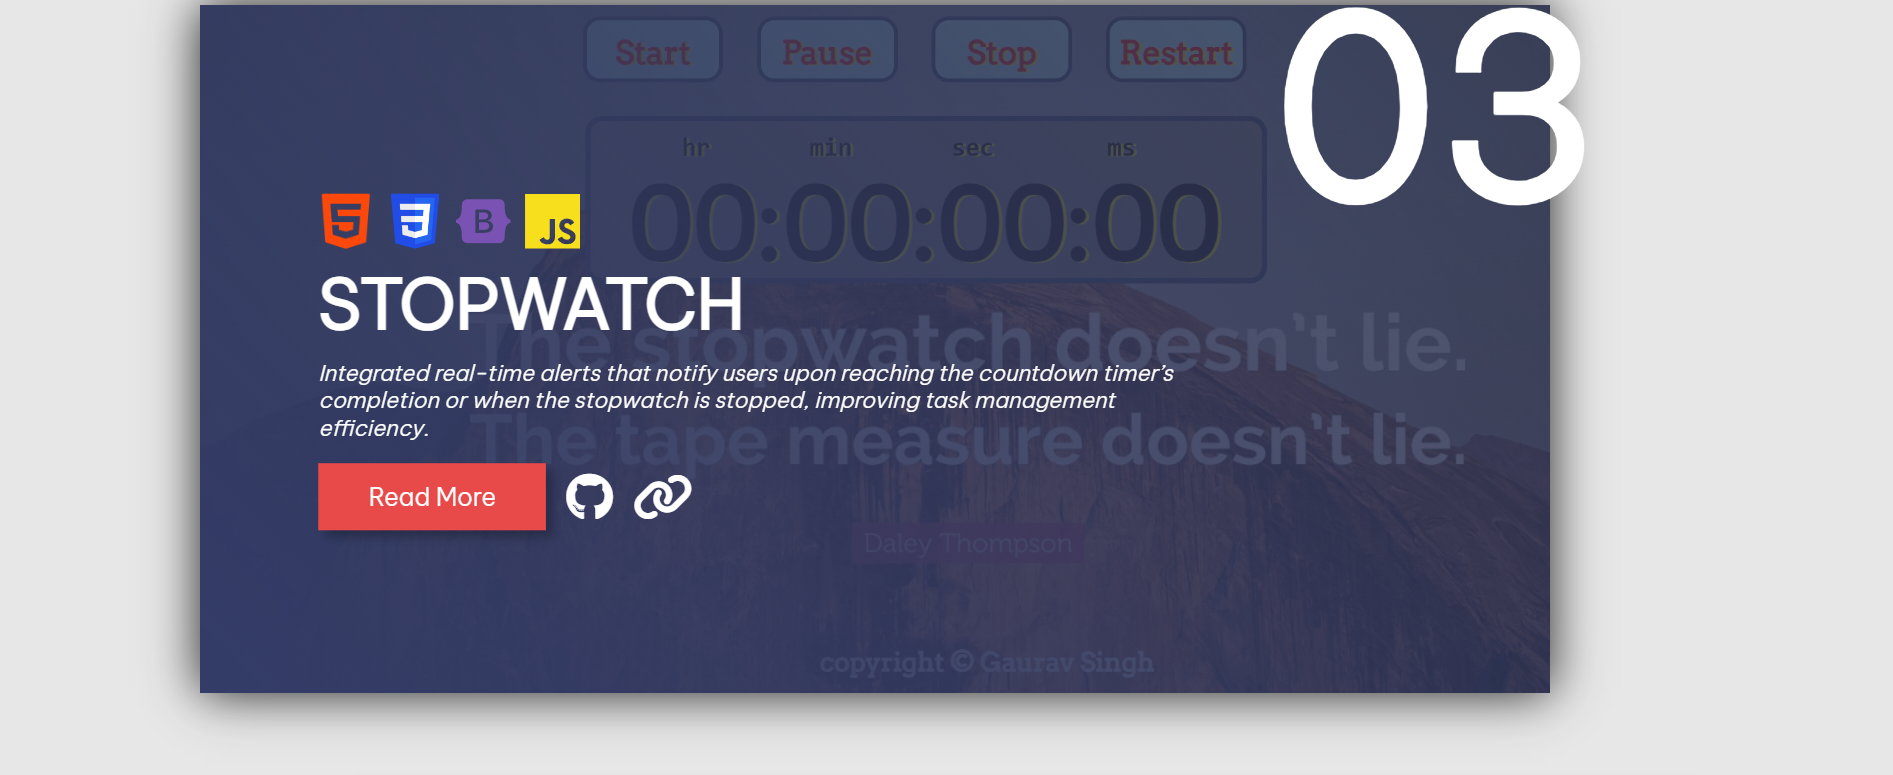 Start Pause Stop Restart
03
hr min sec ms
00:00:00:00
5 3 B JS
STOPWATCH
The stopwatch doesn't lie.
Integrated real-time alerts that notify users upon reaching the countdown timer's
completion or when the stopwatch is stopped, improving task management
efficiency.
The tape measure doesn't lie.
Read More
Daley Thompson
copyright © Gaurav Singh